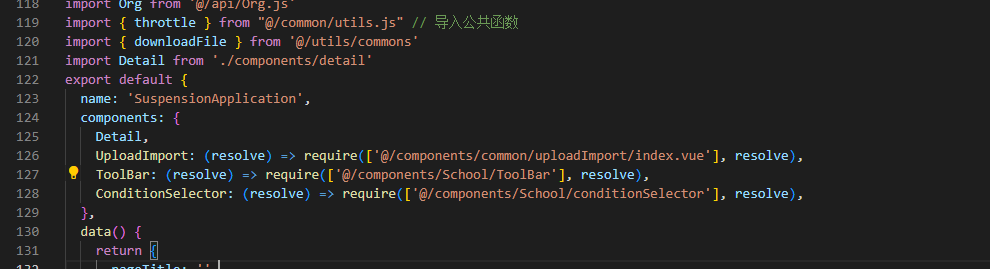 118 import Org from '@/api/Org.js'
119 import { throttle } from "@/common/utils.js" // 导入公共函数
120 import { downloadFile } from '@/utils/commons'
121 import Detail from './components/detail'
122 export default {
123 name: 'SuspensionApplication',
124 components: {
125 Detail,
126 UploadImport: (resolve) => require(['@/components/common/uploadImport/index.vue'], resolve),
127 ToolBar: (resolve) => require(['@/components/School/ToolBar'], resolve),
128 ConditionSelector: (resolve) => require(['@/components/School/conditionSelector'], resolve),
129 },
130 data() {
131 return {
132 pageTitle: '',